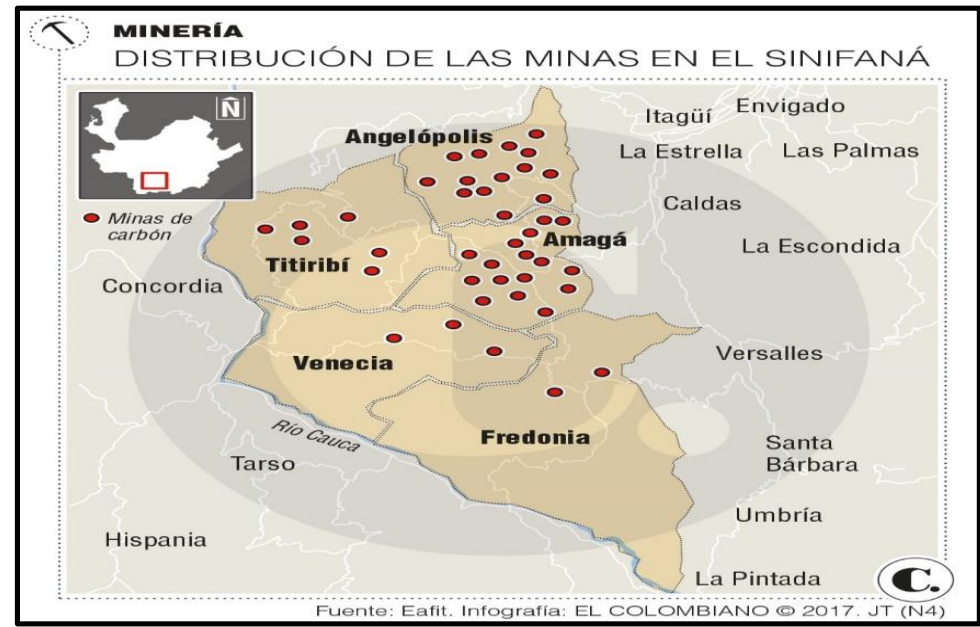 MINERÍA
DISTRIBUCIÓN DE LAS MINAS EN EL SINIFANÁ
N
Minas de
carbón
Angelópolis
Itagüí
Envigado
La Estrella
Las Palmas
Caldas
Amagá
La Escondida
Titiribí
Concordia
Versalles
Venecia
Fredonia
Río Cauca
Tarso
Santa
Bárbara
Umbría
Hispania
La Pintada
C.
Fuente: Eafit. Infografía: EL COLOMBIANO © 2017. JT (N4)